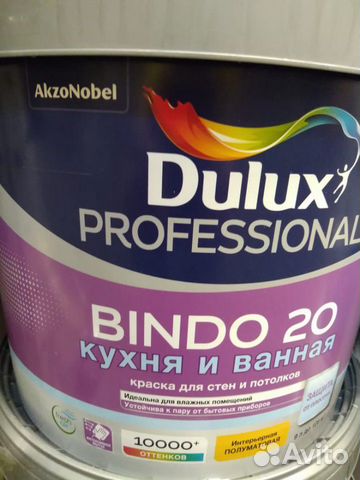 AkzoNobel
Dulux
PROFESSIONAL
BINDO 20
кухня и ванная
краска для стен и потолков
Идеальна для влажных помещений
Устойчива к пару от бытовых приборов
10000+
ОТТЕНКОВ
Интерьерная
ПОЛУМАТОВАЯ
ЗАЩИТА
Avito